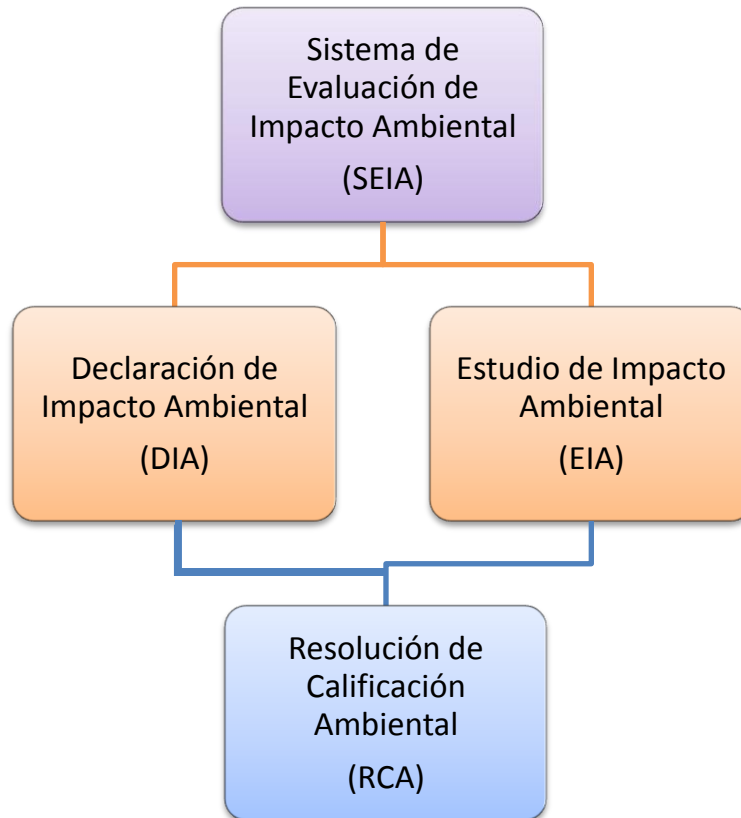 Sistema de
Evaluación de
Impacto Ambiental
(SEIA)
Declaración de
Impacto Ambiental
(DIA)
Estudio de Impacto
Ambiental
(EIA)
Resolución de
Calificación
Ambiental
(RCA)